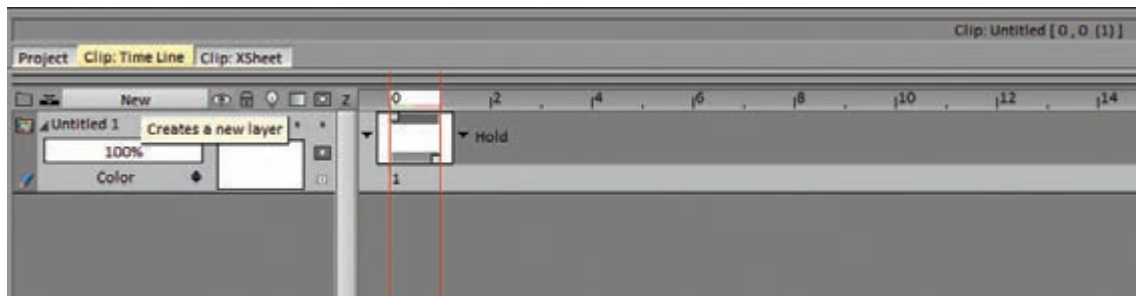 Clip: Untitled [ 0 , 0 (1) ]
Project Clip: Time Line Clip: XSheet
New Z 0 2 4 6 8 10 12 14
Untitled 1 Creates a new layer Hold
100%
Color 1